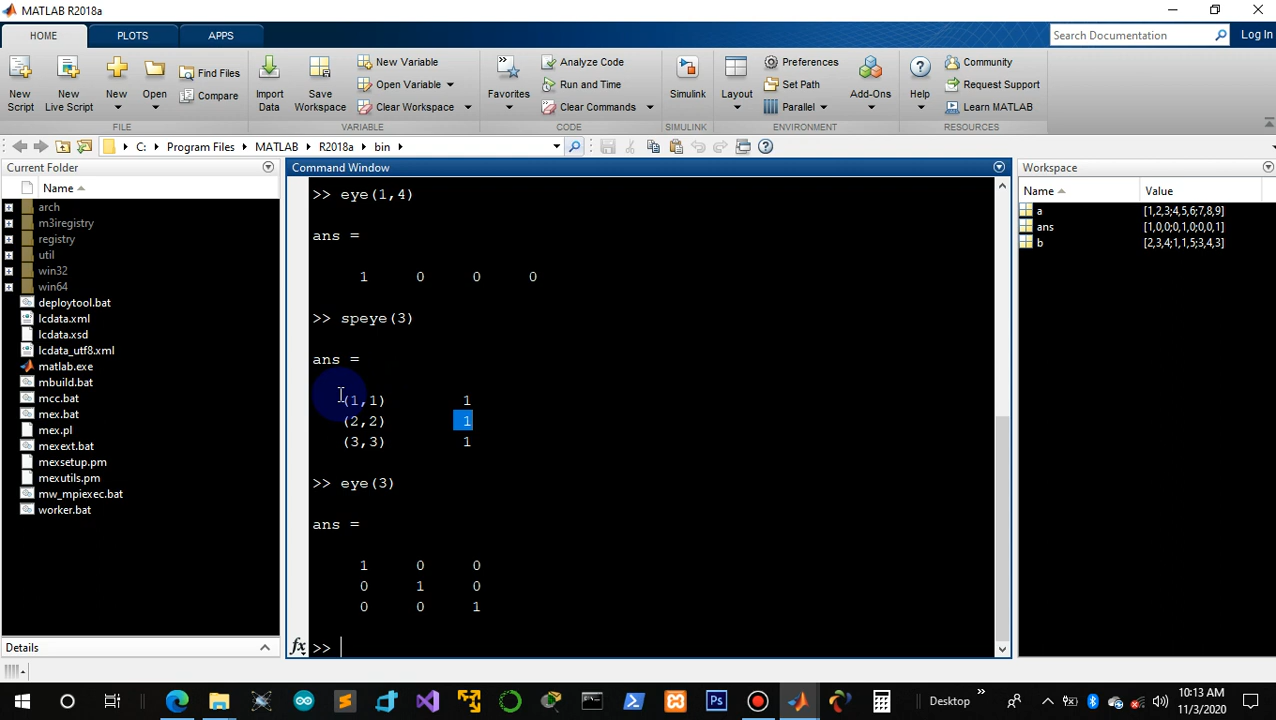 MATLAB R2018a
HOME PLOTS APPS
Search Documentation
Log In
New Script
New Live Script
New
Open
Find Files
Compare
FILE
Import Data
Save Workspace
New Variable
Open Variable
Clear Workspace
VARIABLE
Favorites
Analyze Code
Run and Time
Clear Commands
CODE
Simulink
SIMULINK
Layout
Preferences
Set Path
Parallel
ENVIRONMENT
Add-Ons
Help
Community
Request Support
Learn MATLAB
RESOURCES
C: Program Files MATLAB R2018a bin
Current Folder
Name
arch
m3iregistry
registry
util
win32
win64
deploytool.bat
lcdata.xml
lcdata.xsd
lcdata_utf8.xml
matlab.exe
mbuild.bat
mcc.bat
mex.bat
mex.pl
mexext.bat
mexsetup.pm
mexutils.pm
mw_mpiexec.bat
worker.bat
Details
Command Window
>> eye(1,4)
ans =
1 0 0 0
>> speye(3)
ans =
(1,1) 1
(2,2) 1
(3,3) 1
>> eye(3)
ans =
1 0 0
0 1 0
0 0 1
fx >>
Workspace
Name Value
a [1,2,3;4,5,6;7,8,9]
ans [1,0,0;0,1,0;0,0,1]
b [2,3,4;1,1,5;3,4,3]
Ps
Desktop
10:13 AM
11/3/2020